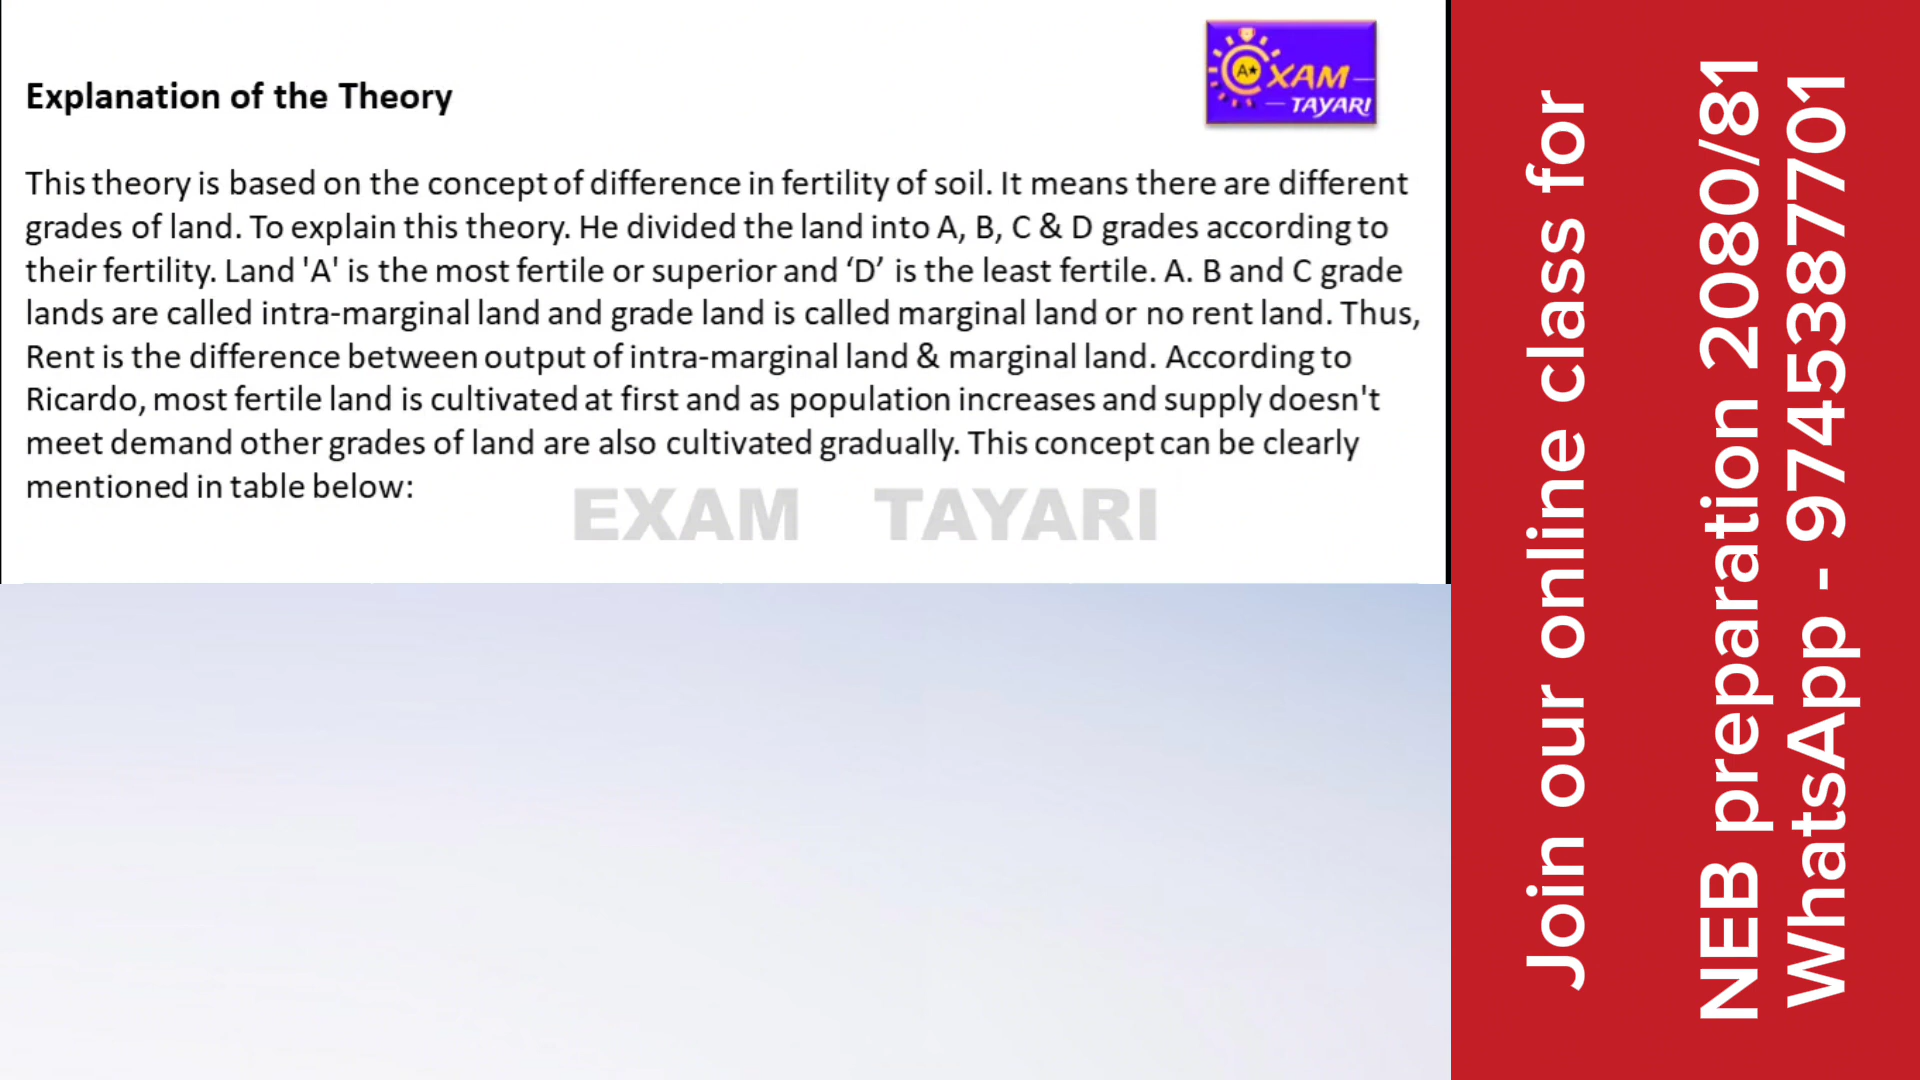 Explanation of the Theory
A★ XAM
TAYARI
This theory is based on the concept of difference in fertility of soil. It means there are different
grades of land. To explain this theory. He divided the land into A, B, C & D grades according to
their fertility. Land 'A' is the most fertile or superior and ‘D’ is the least fertile. A. B and C grade
lands are called intra-marginal land and grade land is called marginal land or no rent land. Thus,
Rent is the difference between output of intra-marginal land & marginal land. According to
Ricardo, most fertile land is cultivated at first and as population increases and supply doesn't
meet demand other grades of land are also cultivated gradually. This concept can be clearly
mentioned in table below:
EXAM TAYARI
Join our online class for
NEB preparation 2080/81
WhatsApp - 9745387701